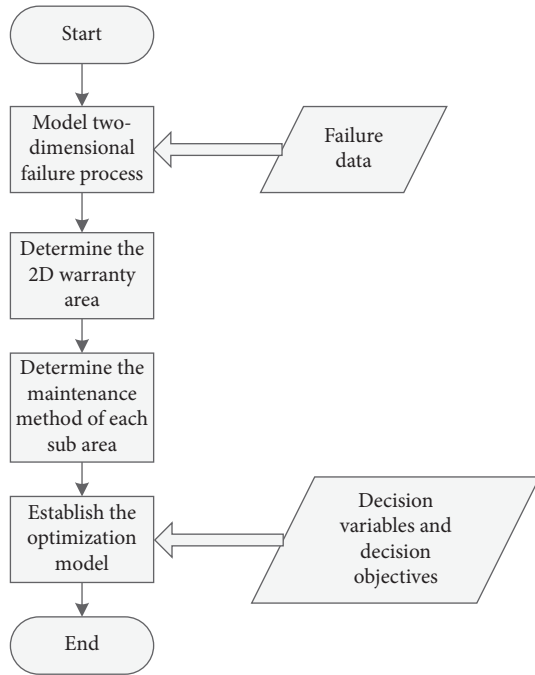 Start
Model two-
dimensional
failure process
Failure
data
Determine the
2D warranty
area
Determine the
maintenance
method of each
sub area
Establish the
optimization
model
Decision
variables and
decision
objectives
End